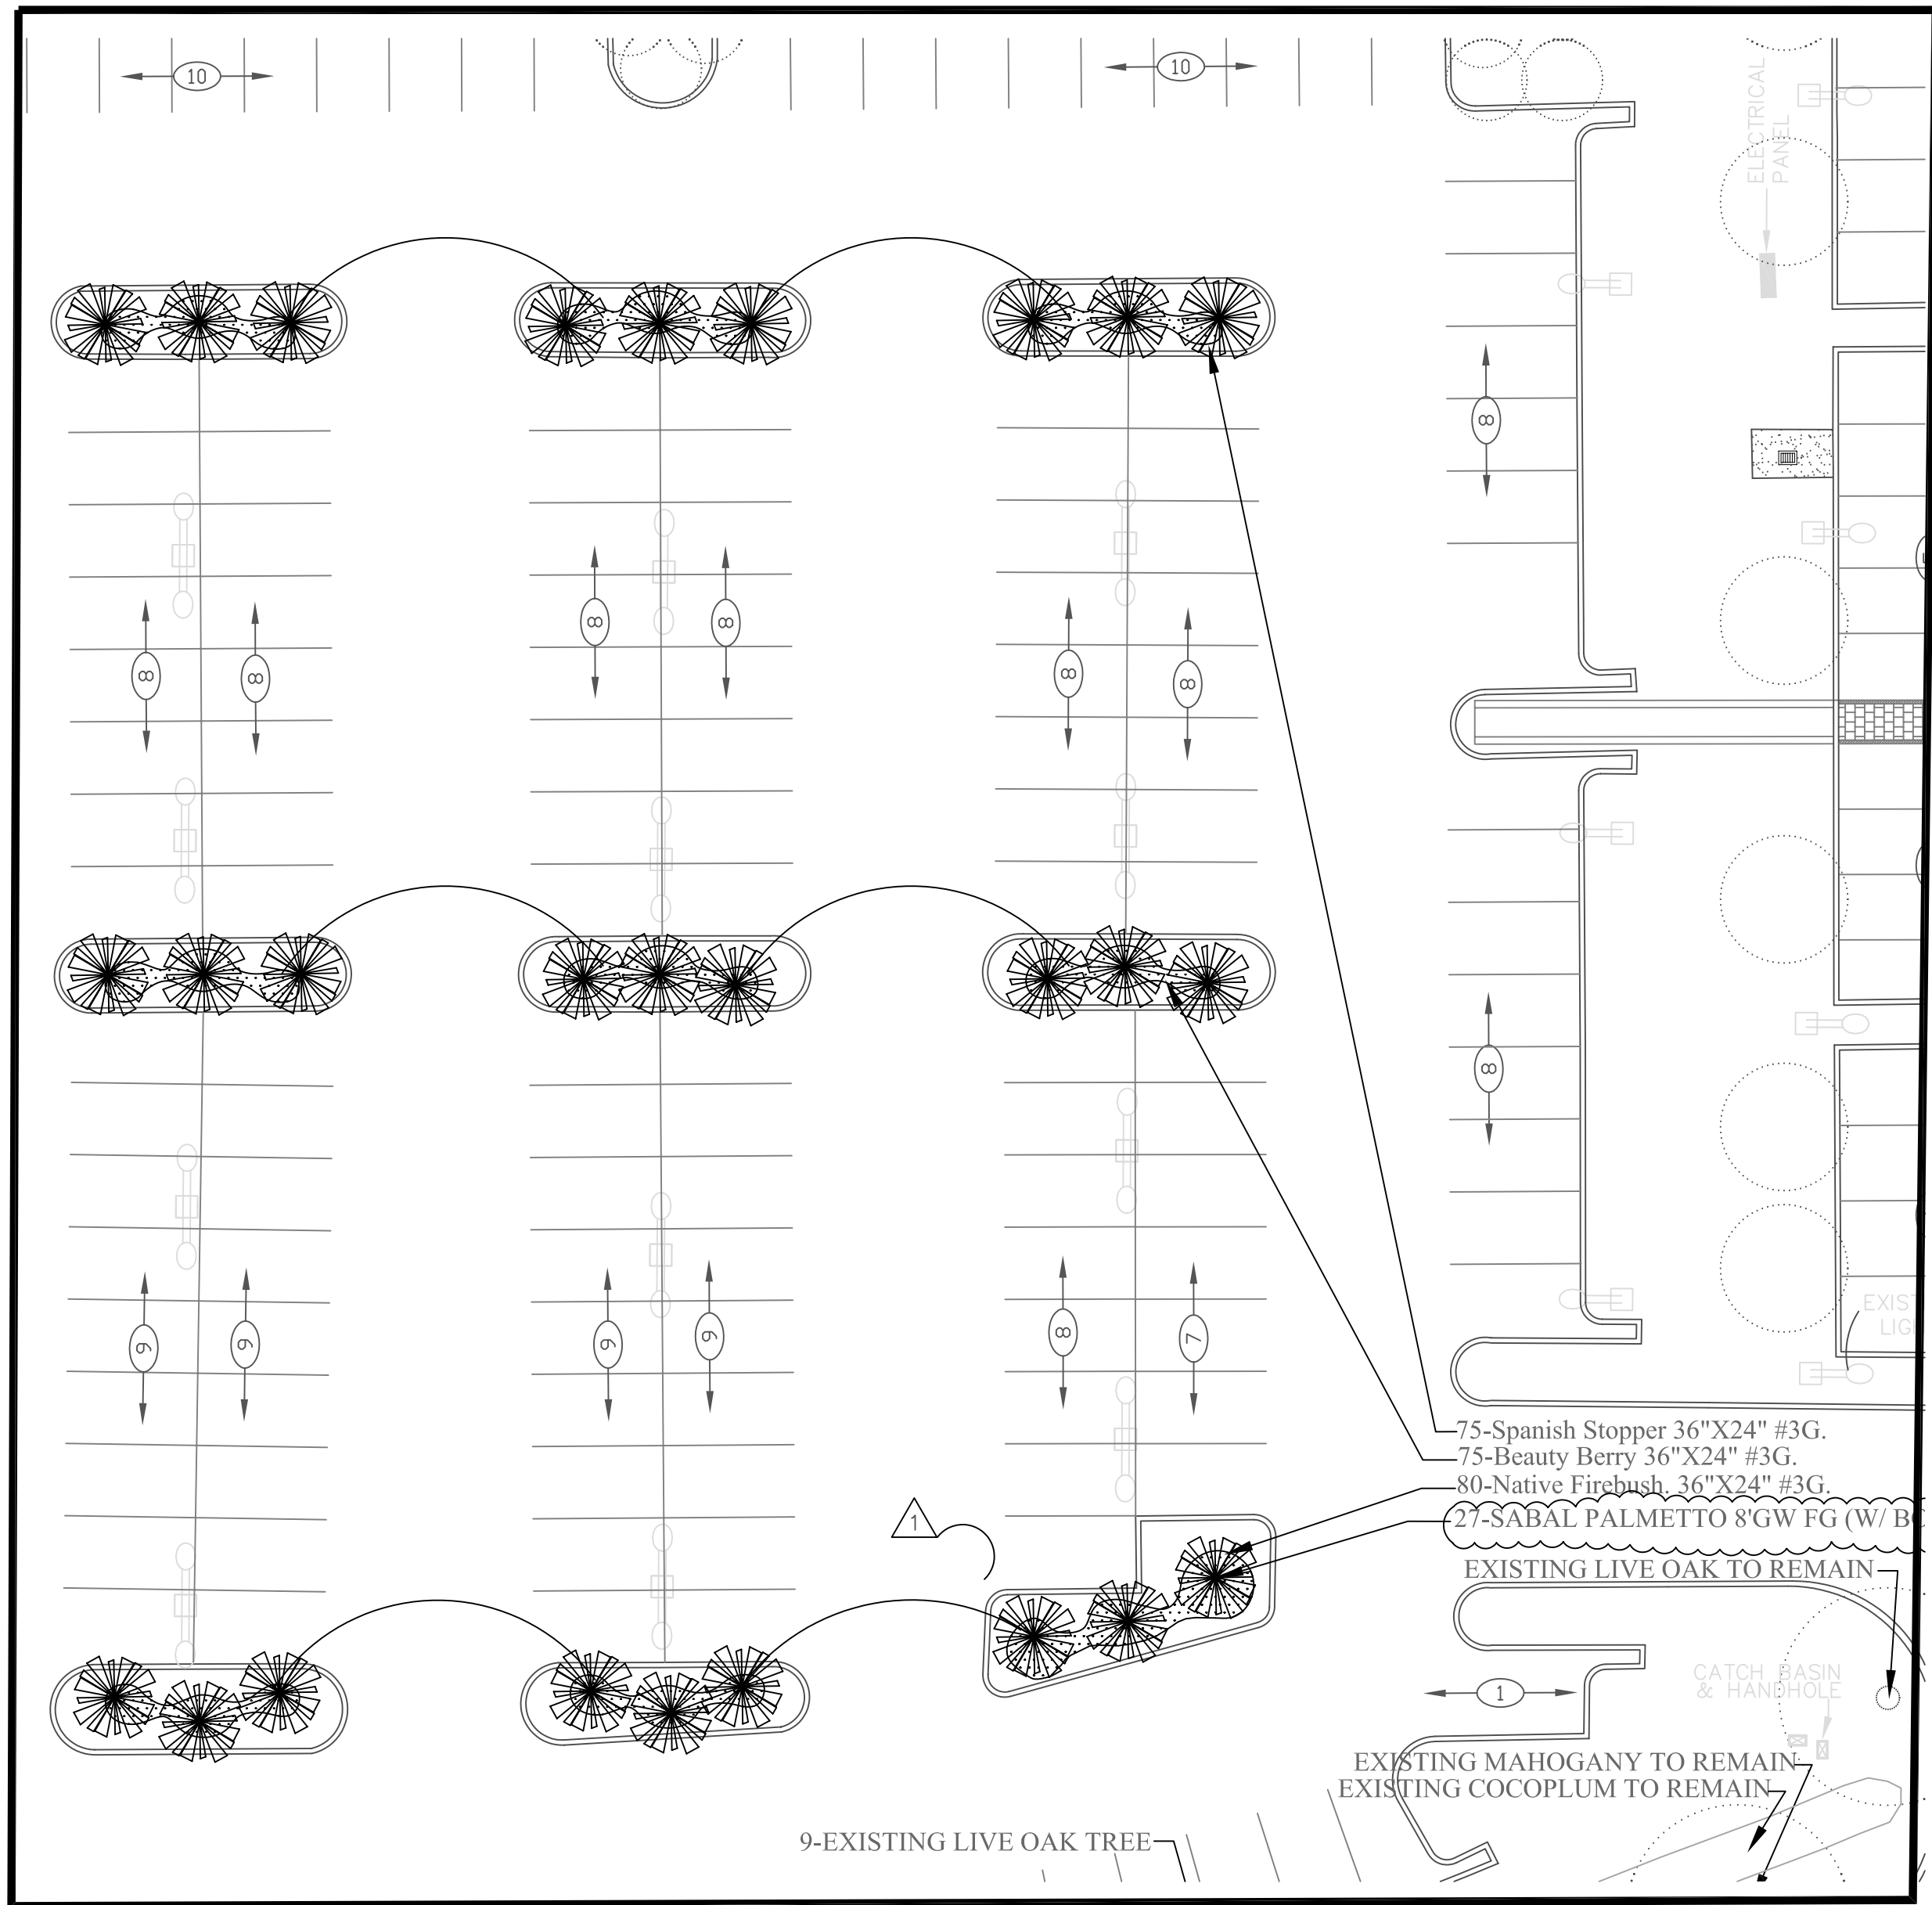 10
10
ELECTRICAL
PANEL
8
8
8
8
8
8
8
8
6
6
6
6
8
7
EXIST
LIG
75-Spanish Stopper 36"X24" #3G.
75-Beauty Berry 36"X24" #3G.
80-Native Firebush. 36"X24" #3G.
27-SABAL PALMETTO 8'GW FG (W/ B
1
EXISTING LIVE OAK TO REMAIN
CATCH BASIN
& HANDHOLE
1
EXISTING MAHOGANY TO REMAIN
EXISTING COCOPLUM TO REMAIN
9-EXISTING LIVE OAK TREE